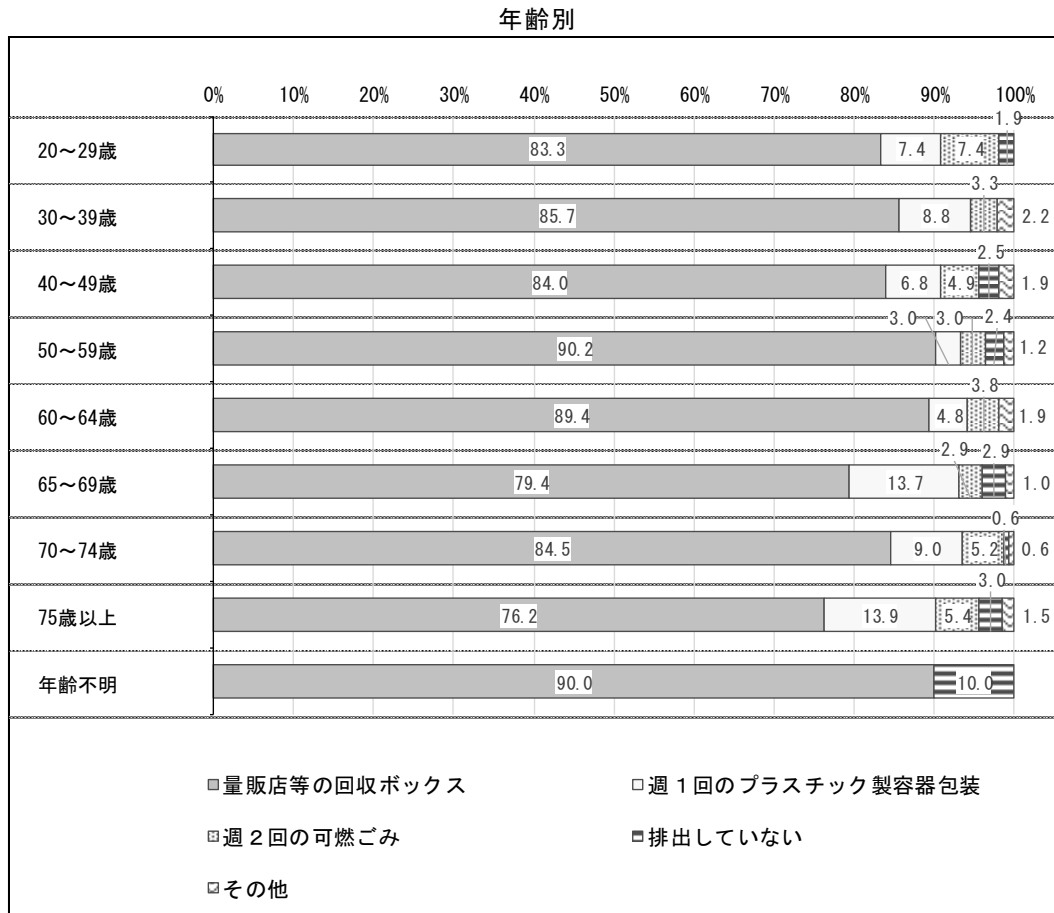 年齢別
0% 10% 20% 30% 40% 50% 60% 70% 80% 90% 100%
1.9
20～29歳 83.3 7.4 7.4
3.3
30～39歳 85.7 8.8 2.2
2.5
40～49歳 84.0 6.8 4.9 1.9
3.0 3.0 2.4
50～59歳 90.2 1.2
3.8
60～64歳 89.4 4.8 1.9
2.9 2.9
65～69歳 79.4 13.7 1.0
0.6
70～74歳 84.5 9.0 5.2 0.6
3.0
75歳以上 76.2 13.9 5.4 1.5
年齢不明 90.0 10.0
量販店等の回収ボックス 週１回のプラスチック製容器包装
週２回の可燃ごみ 排出していない
その他